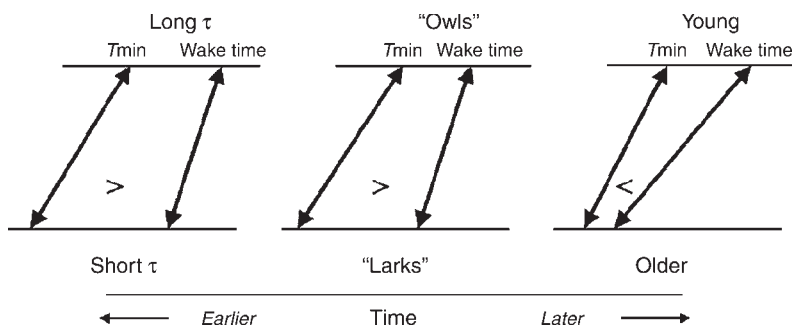 Long τ "Owls" Young
Tmin Wake time Tmin Wake time Tmin Wake time
> > <
Short τ "Larks" Older
Earlier Time Later